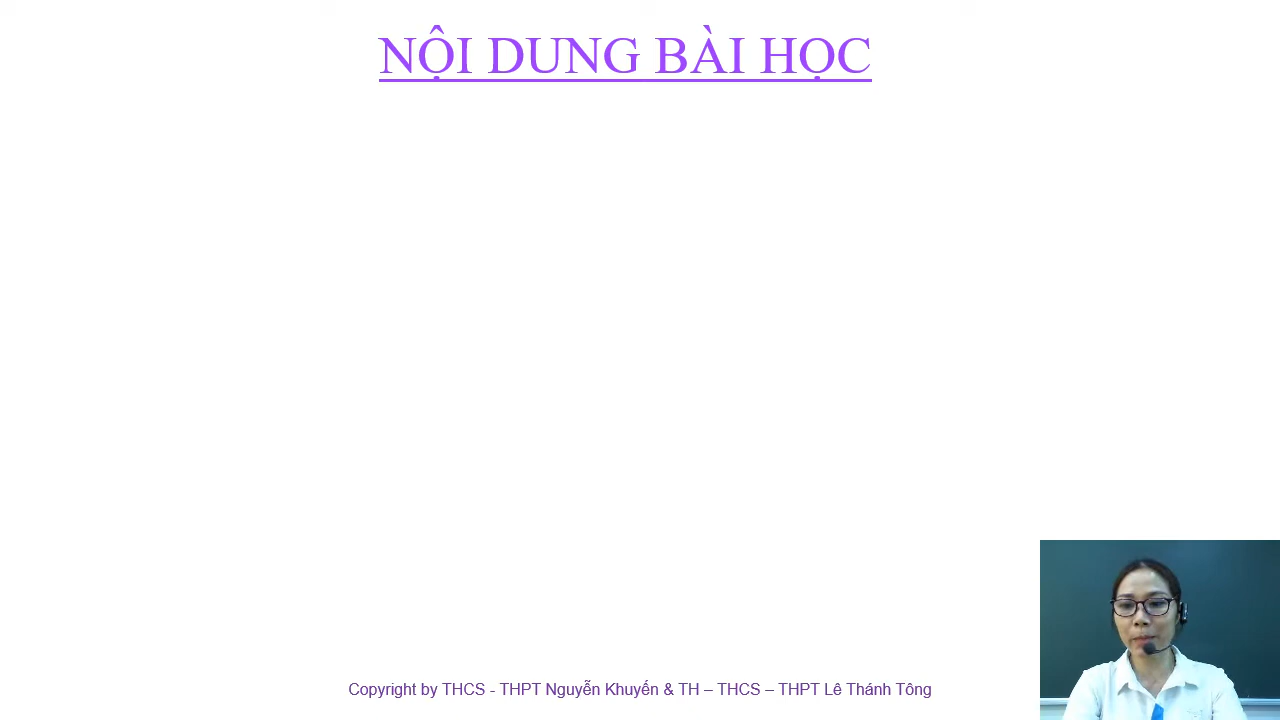 NỘI DUNG BÀI HỌC
Copyright by THCS - THPT Nguyễn Khuyến & TH – THCS – THPT Lê Thánh Tông